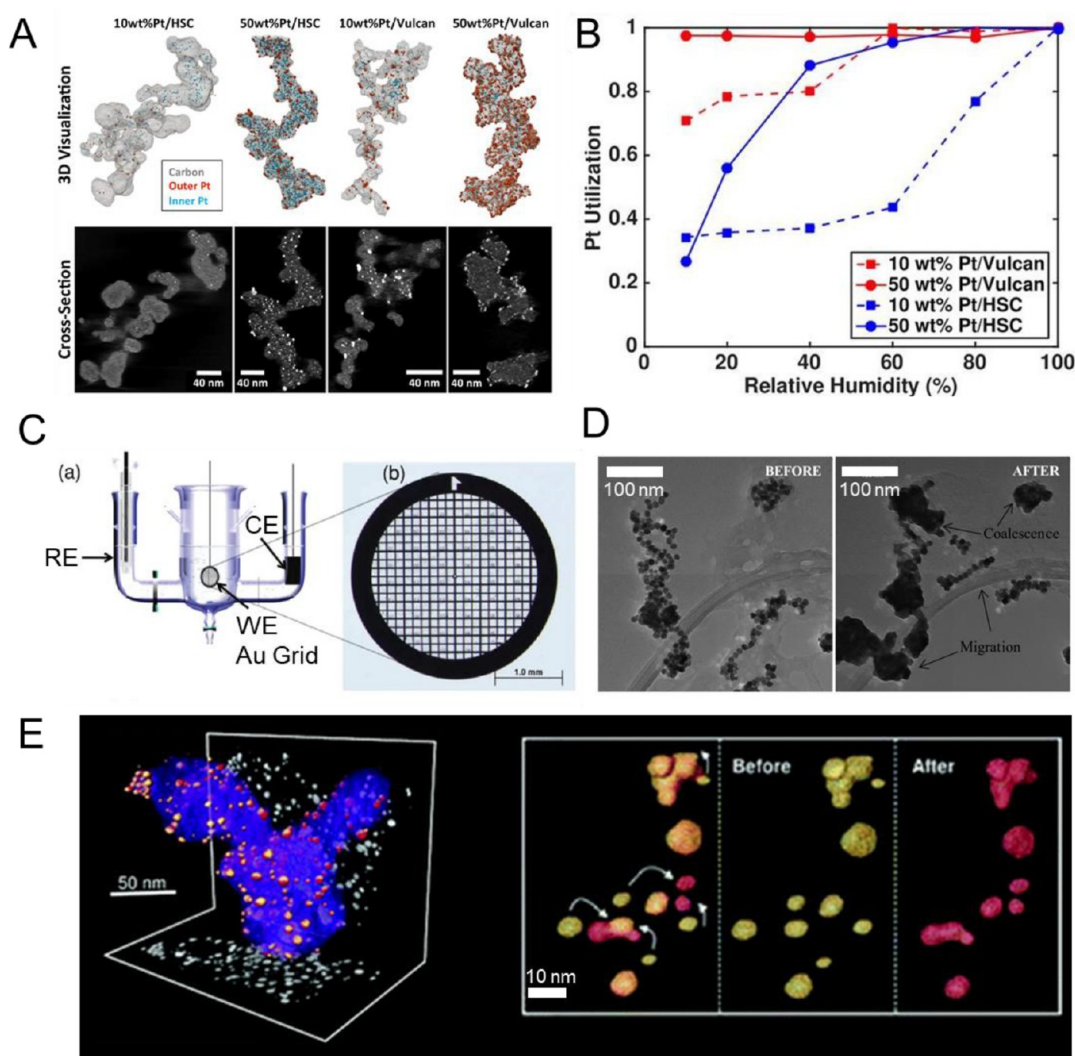 A
10wt%Pt/HSC 50wt%Pt/HSC 10wt%Pt/Vulcan 50wt%Pt/Vulcan
3D Visualization
Carbon
Outer Pt
Inner Pt
Cross-Section
40 nm 40 nm 40 nm 40 nm
B
Pt Utilization
1
0.8
0.6
0.4
0.2
0
0 20 40 60 80 100
Relative Humidity (%)
10 wt% Pt/Vulcan
50 wt% Pt/Vulcan
10 wt% Pt/HSC
50 wt% Pt/HSC
C
(a) (b)
RE
CE
WE
Au Grid
1.0 mm
D
100 nm BEFORE
100 nm AFTER
Coalescence
Migration
E
50 nm
Before After
10 nm